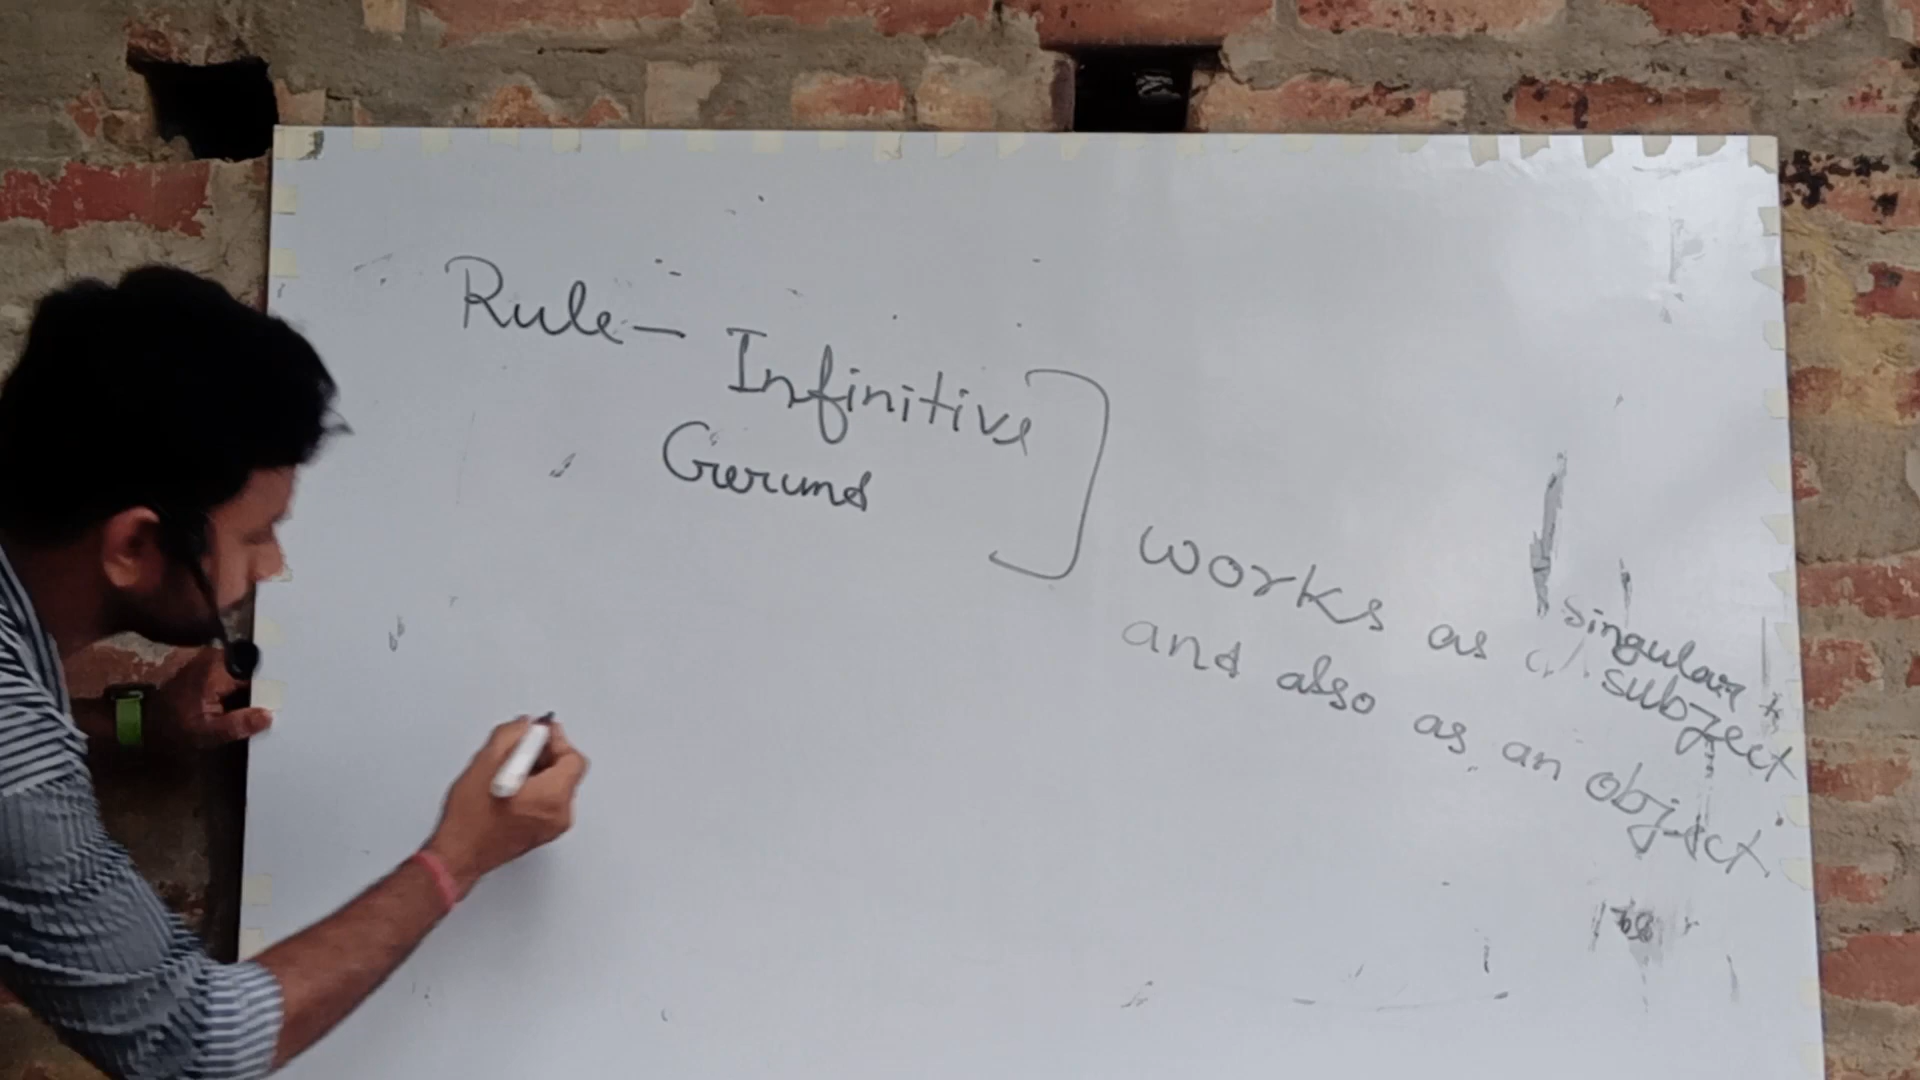 Rule — Infinitive
Gerund
works as singular
subject
and also as an object